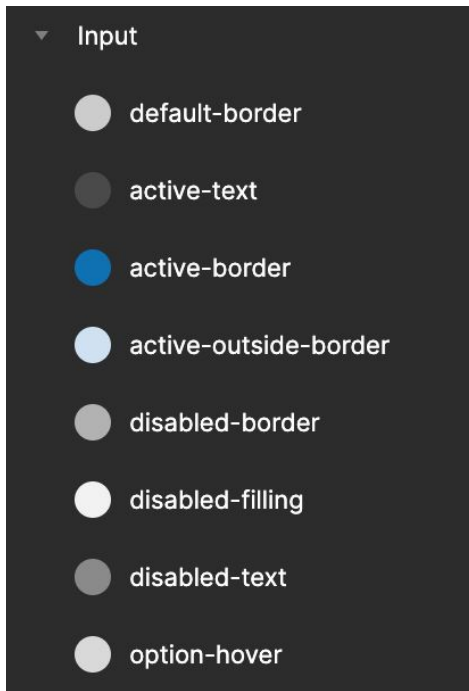 Input
default-border
active-text
active-border
active-outside-border
disabled-border
disabled-filling
disabled-text
option-hover